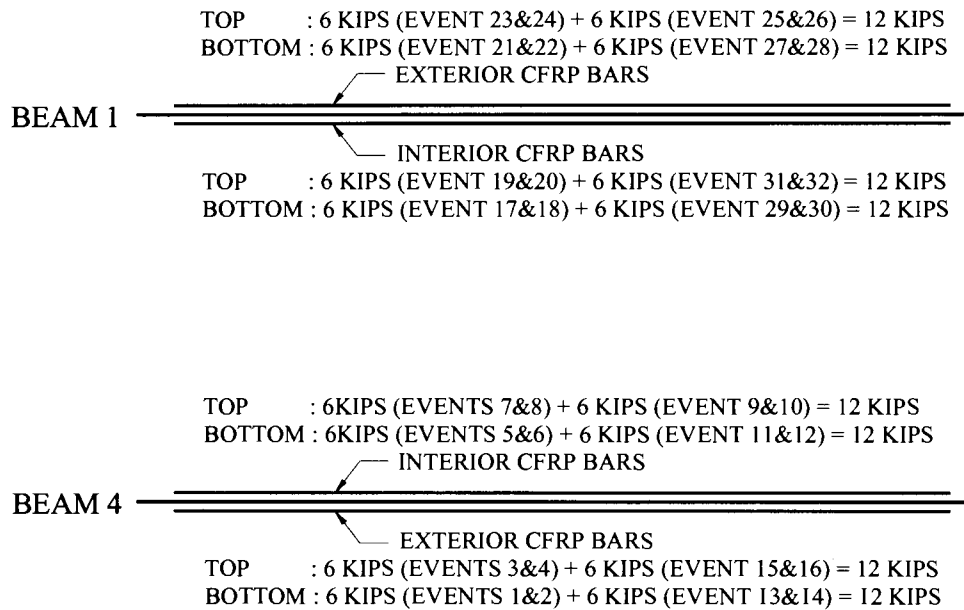 TOP : 6 KIPS (EVENT 23&24) + 6 KIPS (EVENT 25&26) = 12 KIPS
BOTTOM : 6 KIPS (EVENT 21&22) + 6 KIPS (EVENT 27&28) = 12 KIPS
EXTERIOR CFRP BARS
BEAM 1
INTERIOR CFRP BARS
TOP : 6 KIPS (EVENT 19&20) + 6 KIPS (EVENT 31&32) = 12 KIPS
BOTTOM : 6 KIPS (EVENT 17&18) + 6 KIPS (EVENT 29&30) = 12 KIPS
TOP : 6KIPS (EVENTS 7&8) + 6 KIPS (EVENT 9&10) = 12 KIPS
BOTTOM : 6KIPS (EVENTS 5&6) + 6 KIPS (EVENT 11&12) = 12 KIPS
INTERIOR CFRP BARS
BEAM 4
EXTERIOR CFRP BARS
TOP : 6 KIPS (EVENTS 3&4) + 6 KIPS (EVENT 15&16) = 12 KIPS
BOTTOM : 6 KIPS (EVENTS 1&2) + 6 KIPS (EVENT 13&14) = 12 KIPS